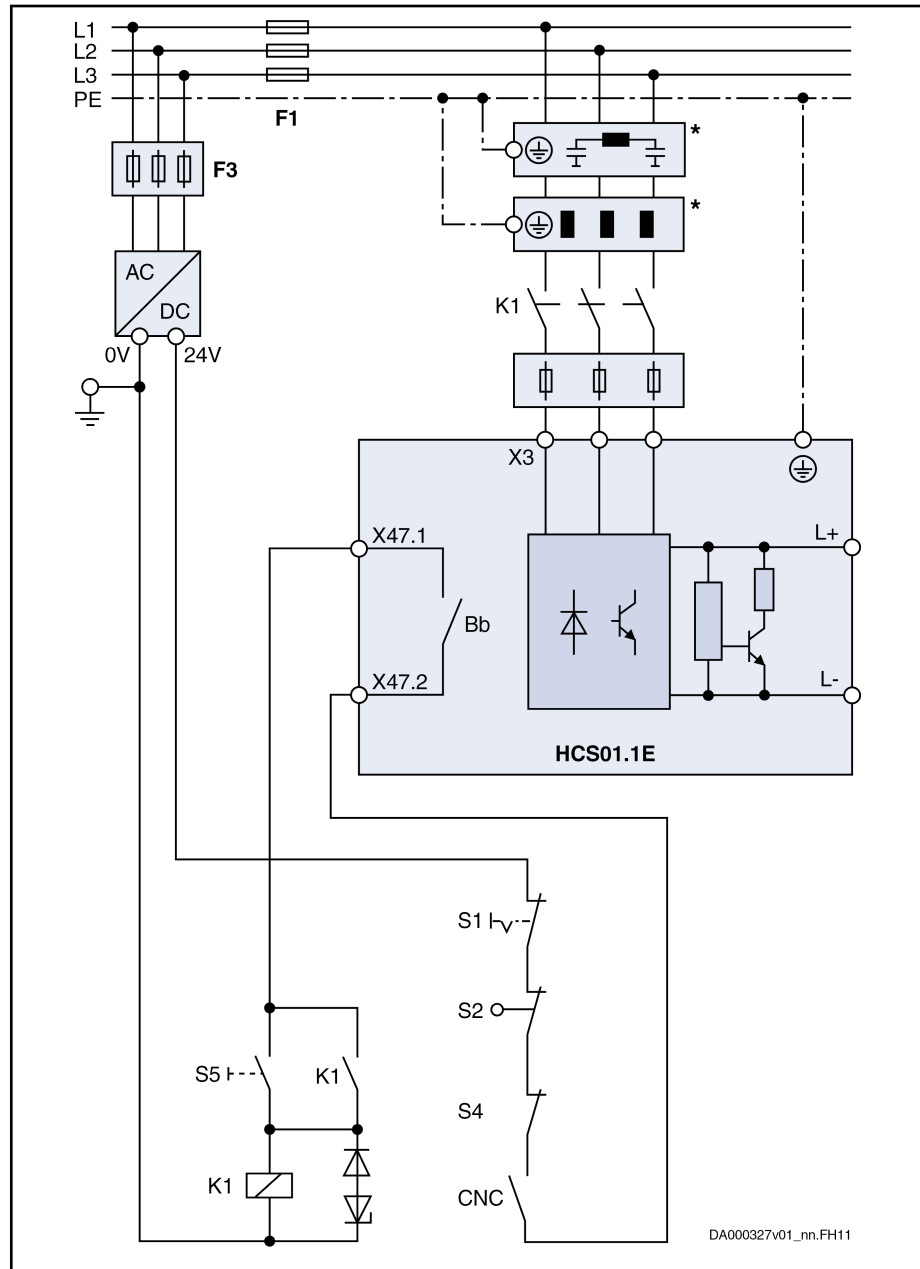 L1
L2
L3
PE
F1
*
F3
*
AC
DC
K1
0V
24V
X3
X47.1
L+
Bb
X47.2
L-
HCS01.1E
S1
S2
S5
K1
S4
K1
CNC
DA000327v01_nn.FH11